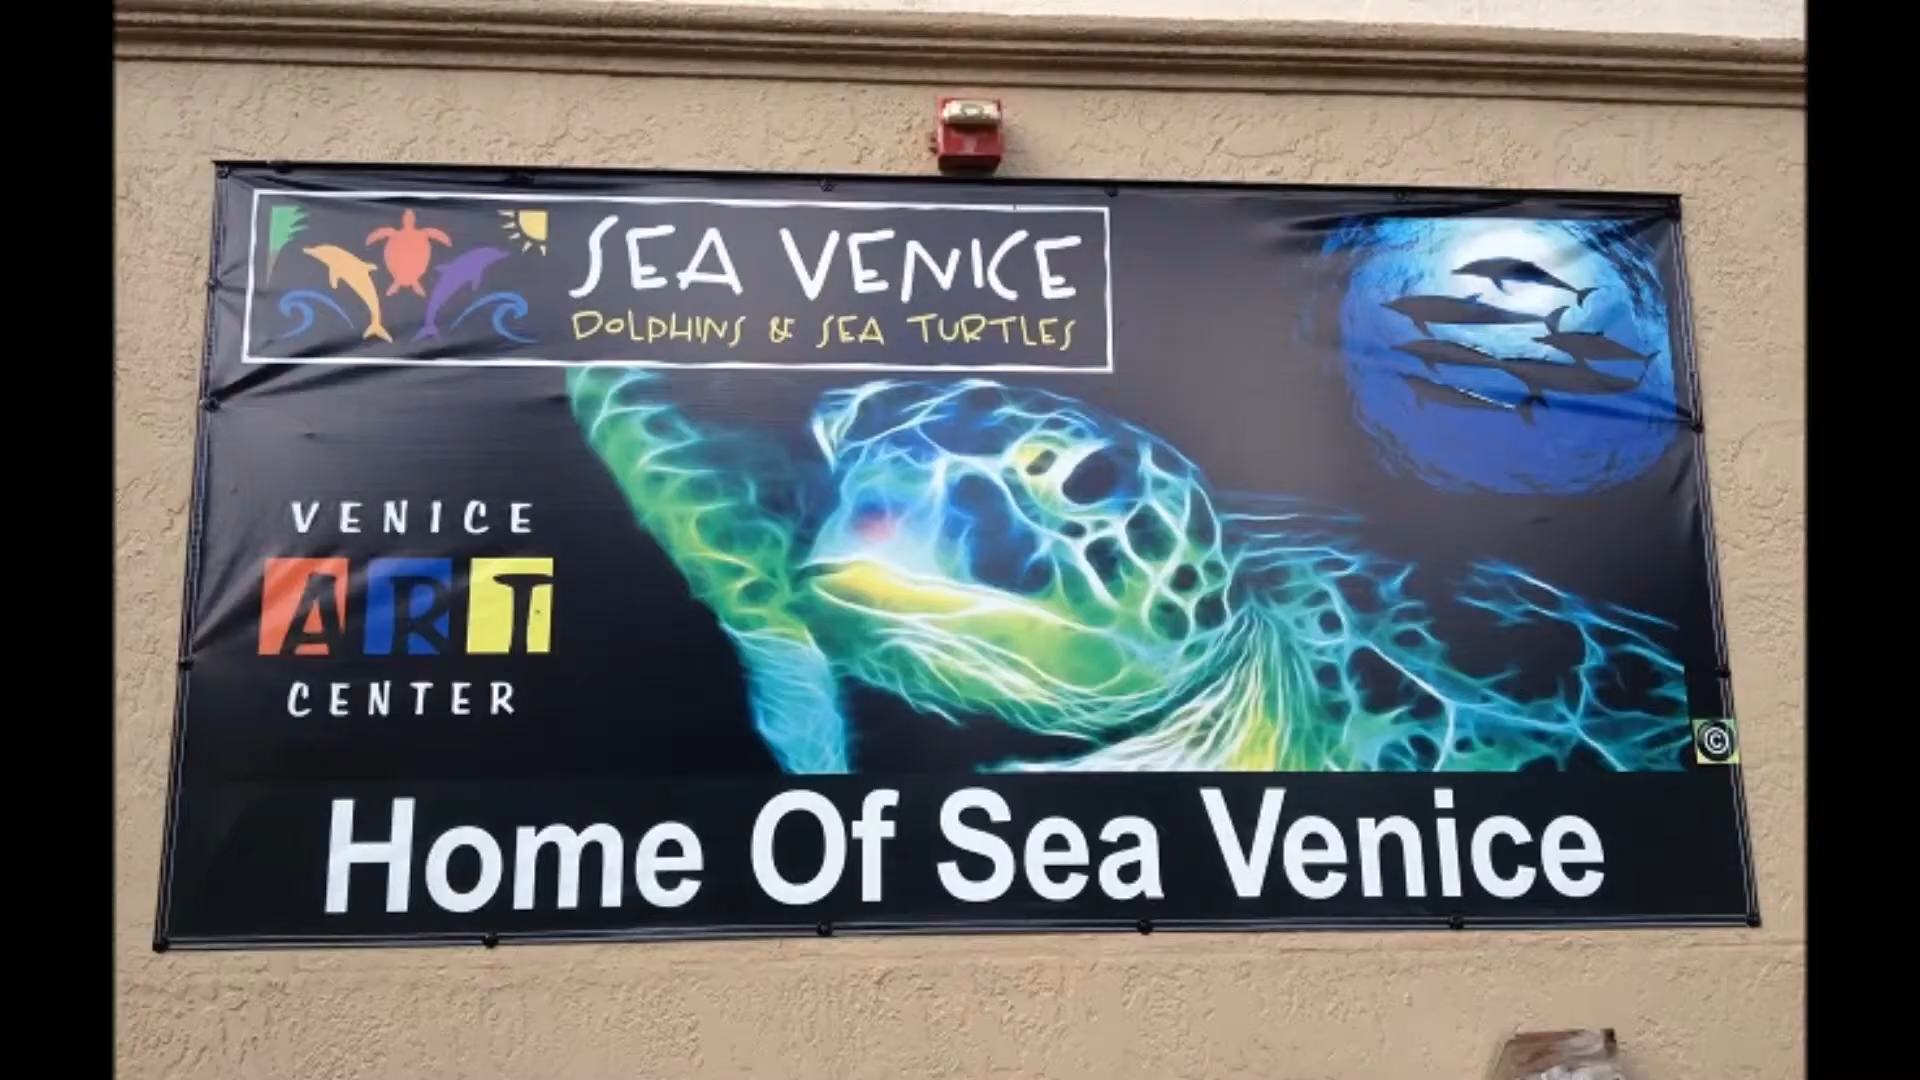 SEA VENICE
DOLPHINS & SEA TURTLES
VENICE
ART
CENTER
©
Home Of Sea Venice